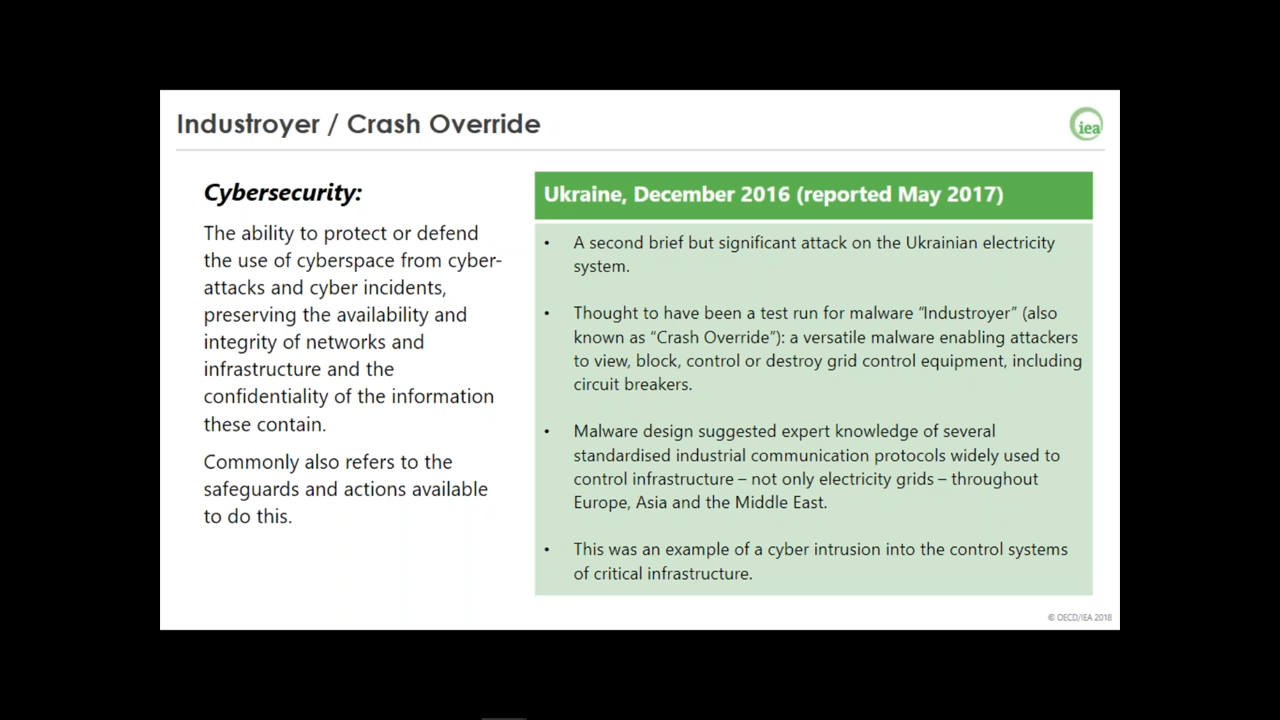 Industroyer / Crash Override
iea
Cybersecurity:
The ability to protect or defend
the use of cyberspace from cyber-
attacks and cyber incidents,
preserving the availability and
integrity of networks and
infrastructure and the
confidentiality of the information
these contain.
Commonly also refers to the
safeguards and actions available
to do this.
Ukraine, December 2016 (reported May 2017)
• A second brief but significant attack on the Ukrainian electricity
system.
• Thought to have been a test run for malware “Industroyer” (also
known as “Crash Override”): a versatile malware enabling attackers
to view, block, control or destroy grid control equipment, including
circuit breakers.
• Malware design suggested expert knowledge of several
standardised industrial communication protocols widely used to
control infrastructure – not only electricity grids – throughout
Europe, Asia and the Middle East.
• This was an example of a cyber intrusion into the control systems
of critical infrastructure.
© OECD/IEA 2018